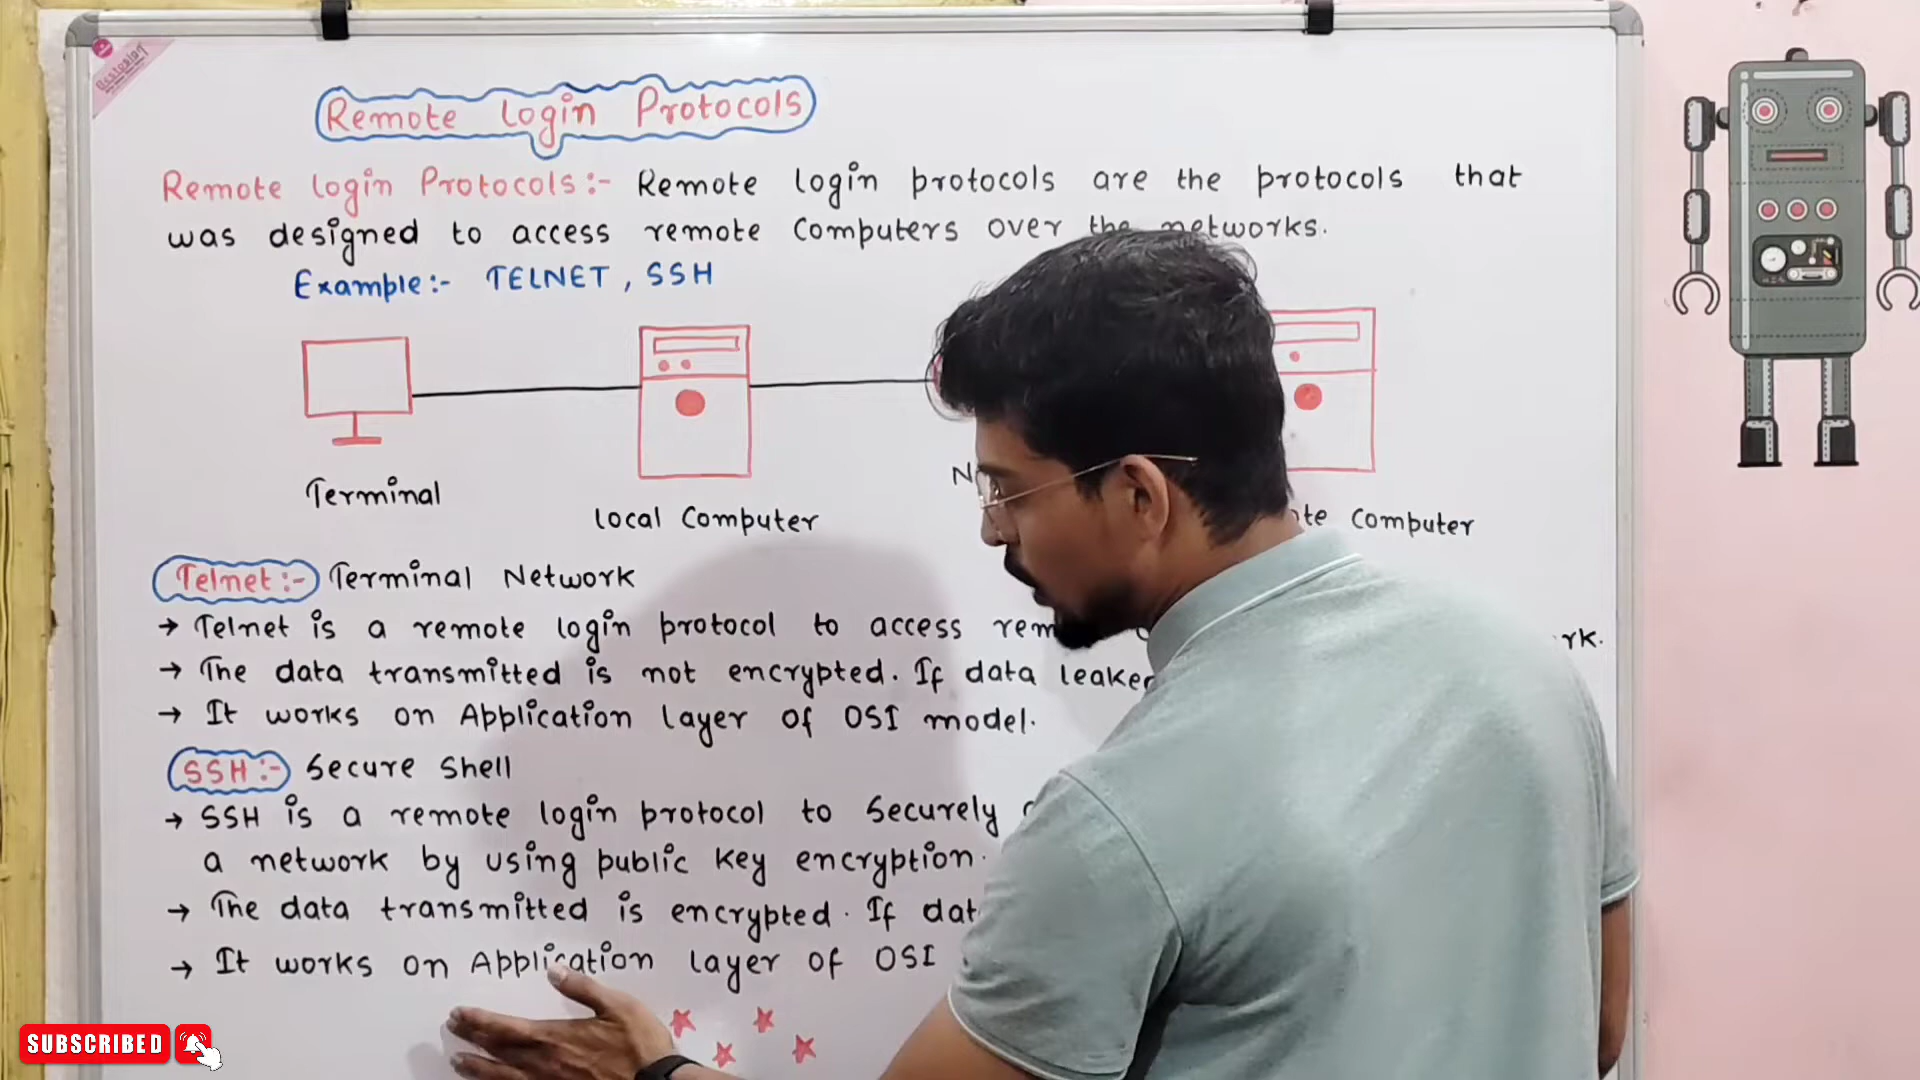 Remote login Protocols
Remote login Protocols:- Remote login protocols are the protocols that
was designed to access remote Computers over the networks.
Example:- TELNET, SSH
Terminal
local Computer
Computer
Telnet:- Terminal Network
→ Telnet is a remote login protocol to access
→ The data transmitted is not encrypted. If data
→ It works on Application layer of OSI model.
SSH:- Secure Shell
→ SSH is a remote login protocol to Securely
a network by using public key encryption.
→ The data transmitted is encrypted. If
→ It works on Application layer of OSI
SUBSCRIBED